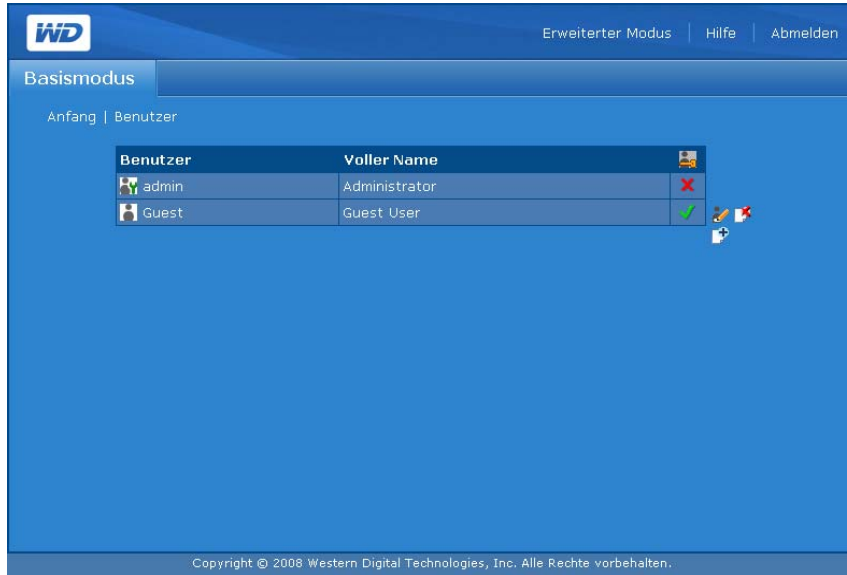 WD
Erweiterter Modus | Hilfe | Abmelden
Basismodus
Anfang | Benutzer
Benutzer Voller Name
admin Administrator
Guest Guest User
Copyright © 2008 Western Digital Technologies, Inc. Alle Rechte vorbehalten.